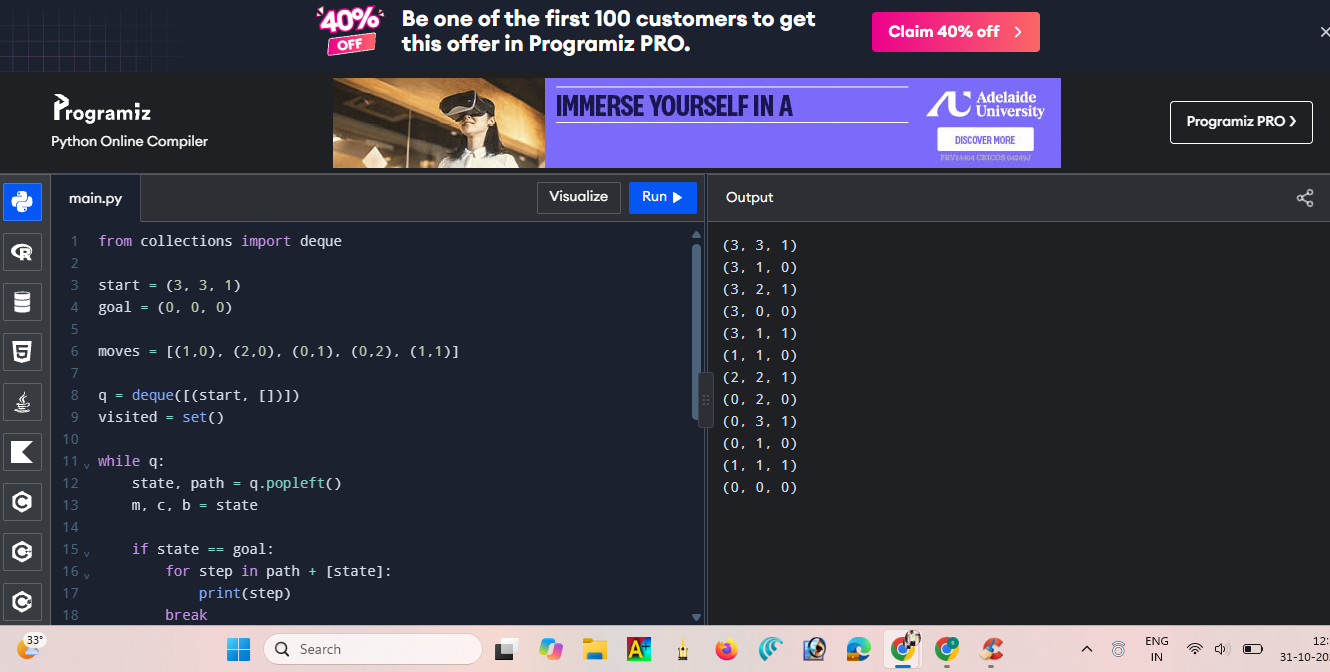 40%
OFF
Be one of the first 100 customers to get
this offer in Programiz PRO.
Claim 40% off
Programiz
Python Online Compiler
IMMERSE YOURSELF IN A
Adelaide
University
DISCOVER MORE
Programiz PRO
main.py
Visualize
Run
Output
1 from collections import deque
2
3 start = (3, 3, 1)
4 goal = (0, 0, 0)
5
6 moves = [(1,0), (2,0), (0,1), (0,2), (1,1)]
7
8 q = deque([(start, [])])
9 visited = set()
10
11 while q:
12 state, path = q.popleft()
13 m, c, b = state
14
15 if state == goal:
16 for step in path + [state]:
17 print(step)
18 break
(3, 3, 1)
(3, 1, 0)
(3, 2, 1)
(3, 0, 0)
(3, 1, 1)
(1, 1, 0)
(2, 2, 1)
(0, 2, 0)
(0, 3, 1)
(0, 1, 0)
(1, 1, 1)
(0, 0, 0)
33°
Search
ENG
IN
12:
31-10-20